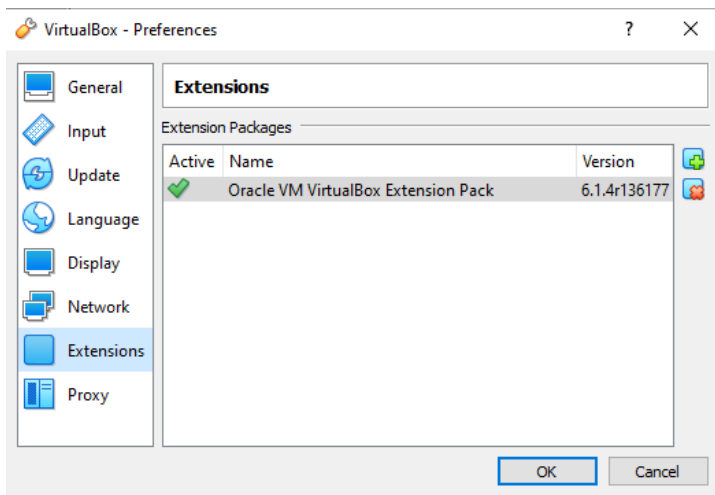 VirtualBox - Preferences
?
General
Input
Update
Language
Display
Network
Extensions
Proxy
Extensions
Extension Packages
Active Name Version
Oracle VM VirtualBox Extension Pack 6.1.4r136177
OK Cancel